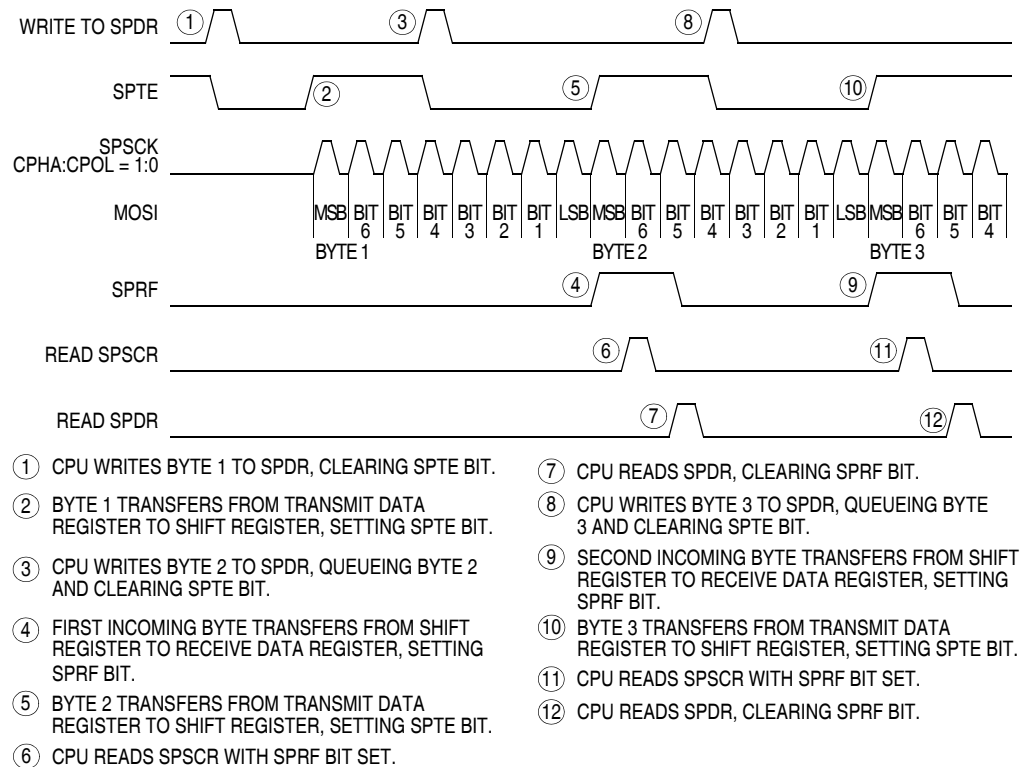 WRITE TO SPDR
1
3
8
SPTE
2
5
10
SPSCK
CPHA:CPOL = 1:0
MOSI
MSB BIT 6 BIT 5 BIT 4 BIT 3 BIT 2 BIT 1 LSB MSB BIT 6 BIT 5 BIT 4 BIT 3 BIT 2 BIT 1 LSB MSB BIT 6 BIT 5 BIT 4
BYTE 1
BYTE 2
BYTE 3
SPRF
4
9
READ SPSCR
6
11
READ SPDR
7
12
1 CPU WRITES BYTE 1 TO SPDR, CLEARING SPTE BIT.
2 BYTE 1 TRANSFERS FROM TRANSMIT DATA
REGISTER TO SHIFT REGISTER, SETTING SPTE BIT.
3 CPU WRITES BYTE 2 TO SPDR, QUEUEING BYTE 2
AND CLEARING SPTE BIT.
4 FIRST INCOMING BYTE TRANSFERS FROM SHIFT
REGISTER TO RECEIVE DATA REGISTER, SETTING
SPRF BIT.
5 BYTE 2 TRANSFERS FROM TRANSMIT DATA
REGISTER TO SHIFT REGISTER, SETTING SPTE BIT.
6 CPU READS SPSCR WITH SPRF BIT SET.
7 CPU READS SPDR, CLEARING SPRF BIT.
8 CPU WRITES BYTE 3 TO SPDR, QUEUEING BYTE
3 AND CLEARING SPTE BIT.
9 SECOND INCOMING BYTE TRANSFERS FROM SHIFT
REGISTER TO RECEIVE DATA REGISTER, SETTING
SPRF BIT.
10 BYTE 3 TRANSFERS FROM TRANSMIT DATA
REGISTER TO SHIFT REGISTER, SETTING SPTE BIT.
11 CPU READS SPSCR WITH SPRF BIT SET.
12 CPU READS SPDR, CLEARING SPRF BIT.